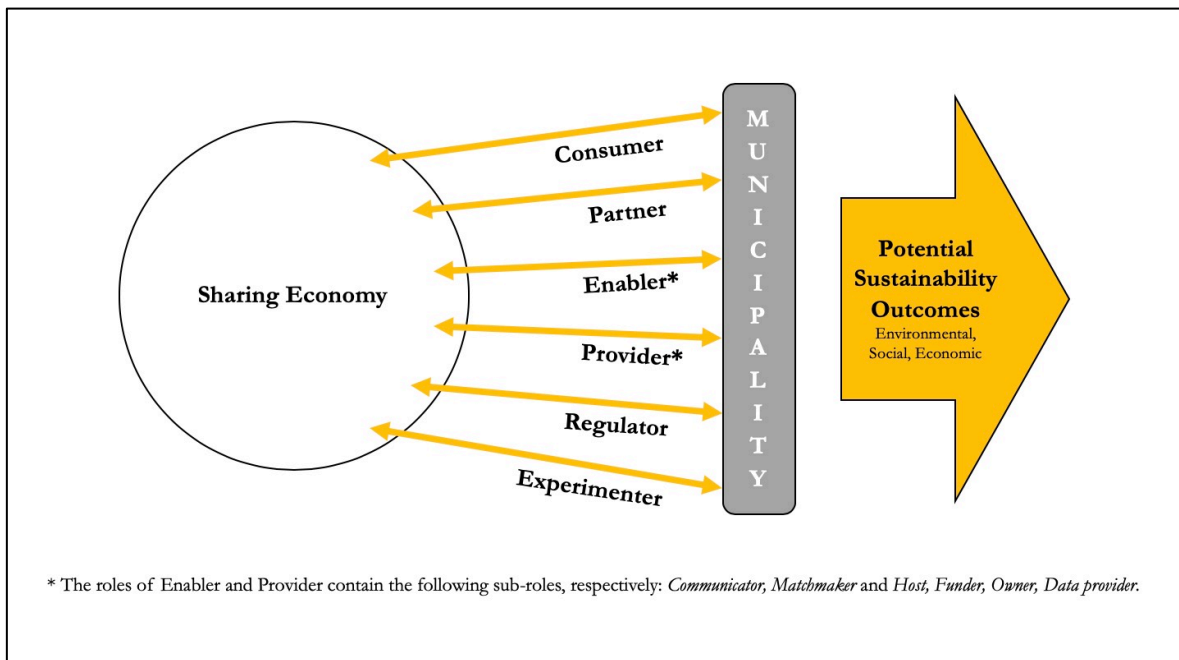 Sharing Economy
Consumer
Partner
Enabler*
Provider*
Regulator
Experimenter
MUNICIPALITY
Potential
Sustainability
Outcomes
Environmental,
Social, Economic
* The roles of Enabler and Provider contain the following sub-roles, respectively: Communicator, Matchmaker and Host, Funder, Owner, Data provider.